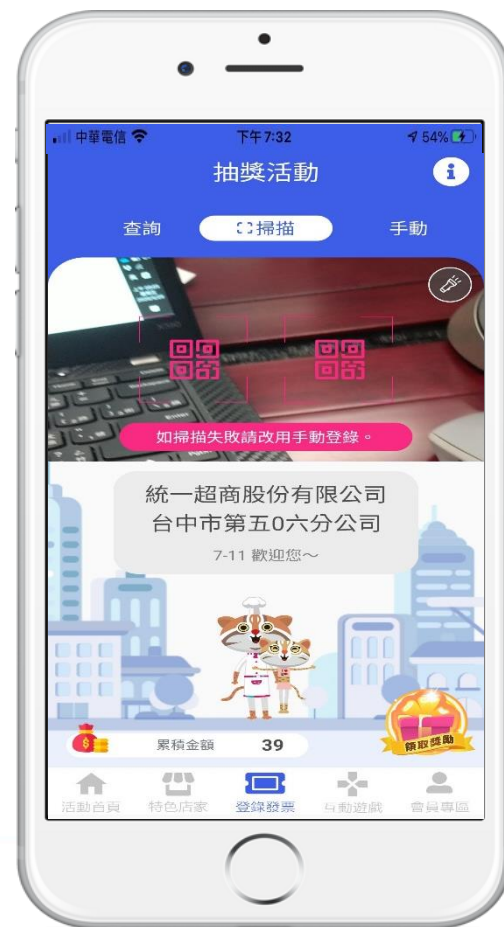 中華電信 下午7:32 54%
抽獎活動
查詢 掃描 手動
如掃描失敗請改用手動登錄。
統一超商股份有限公司
台中市第五0六分公司
7-11 歡迎您～
累積金額 39
領取獎勵
活動首頁 特色店家 登錄發票 互動遊戲 會員專區